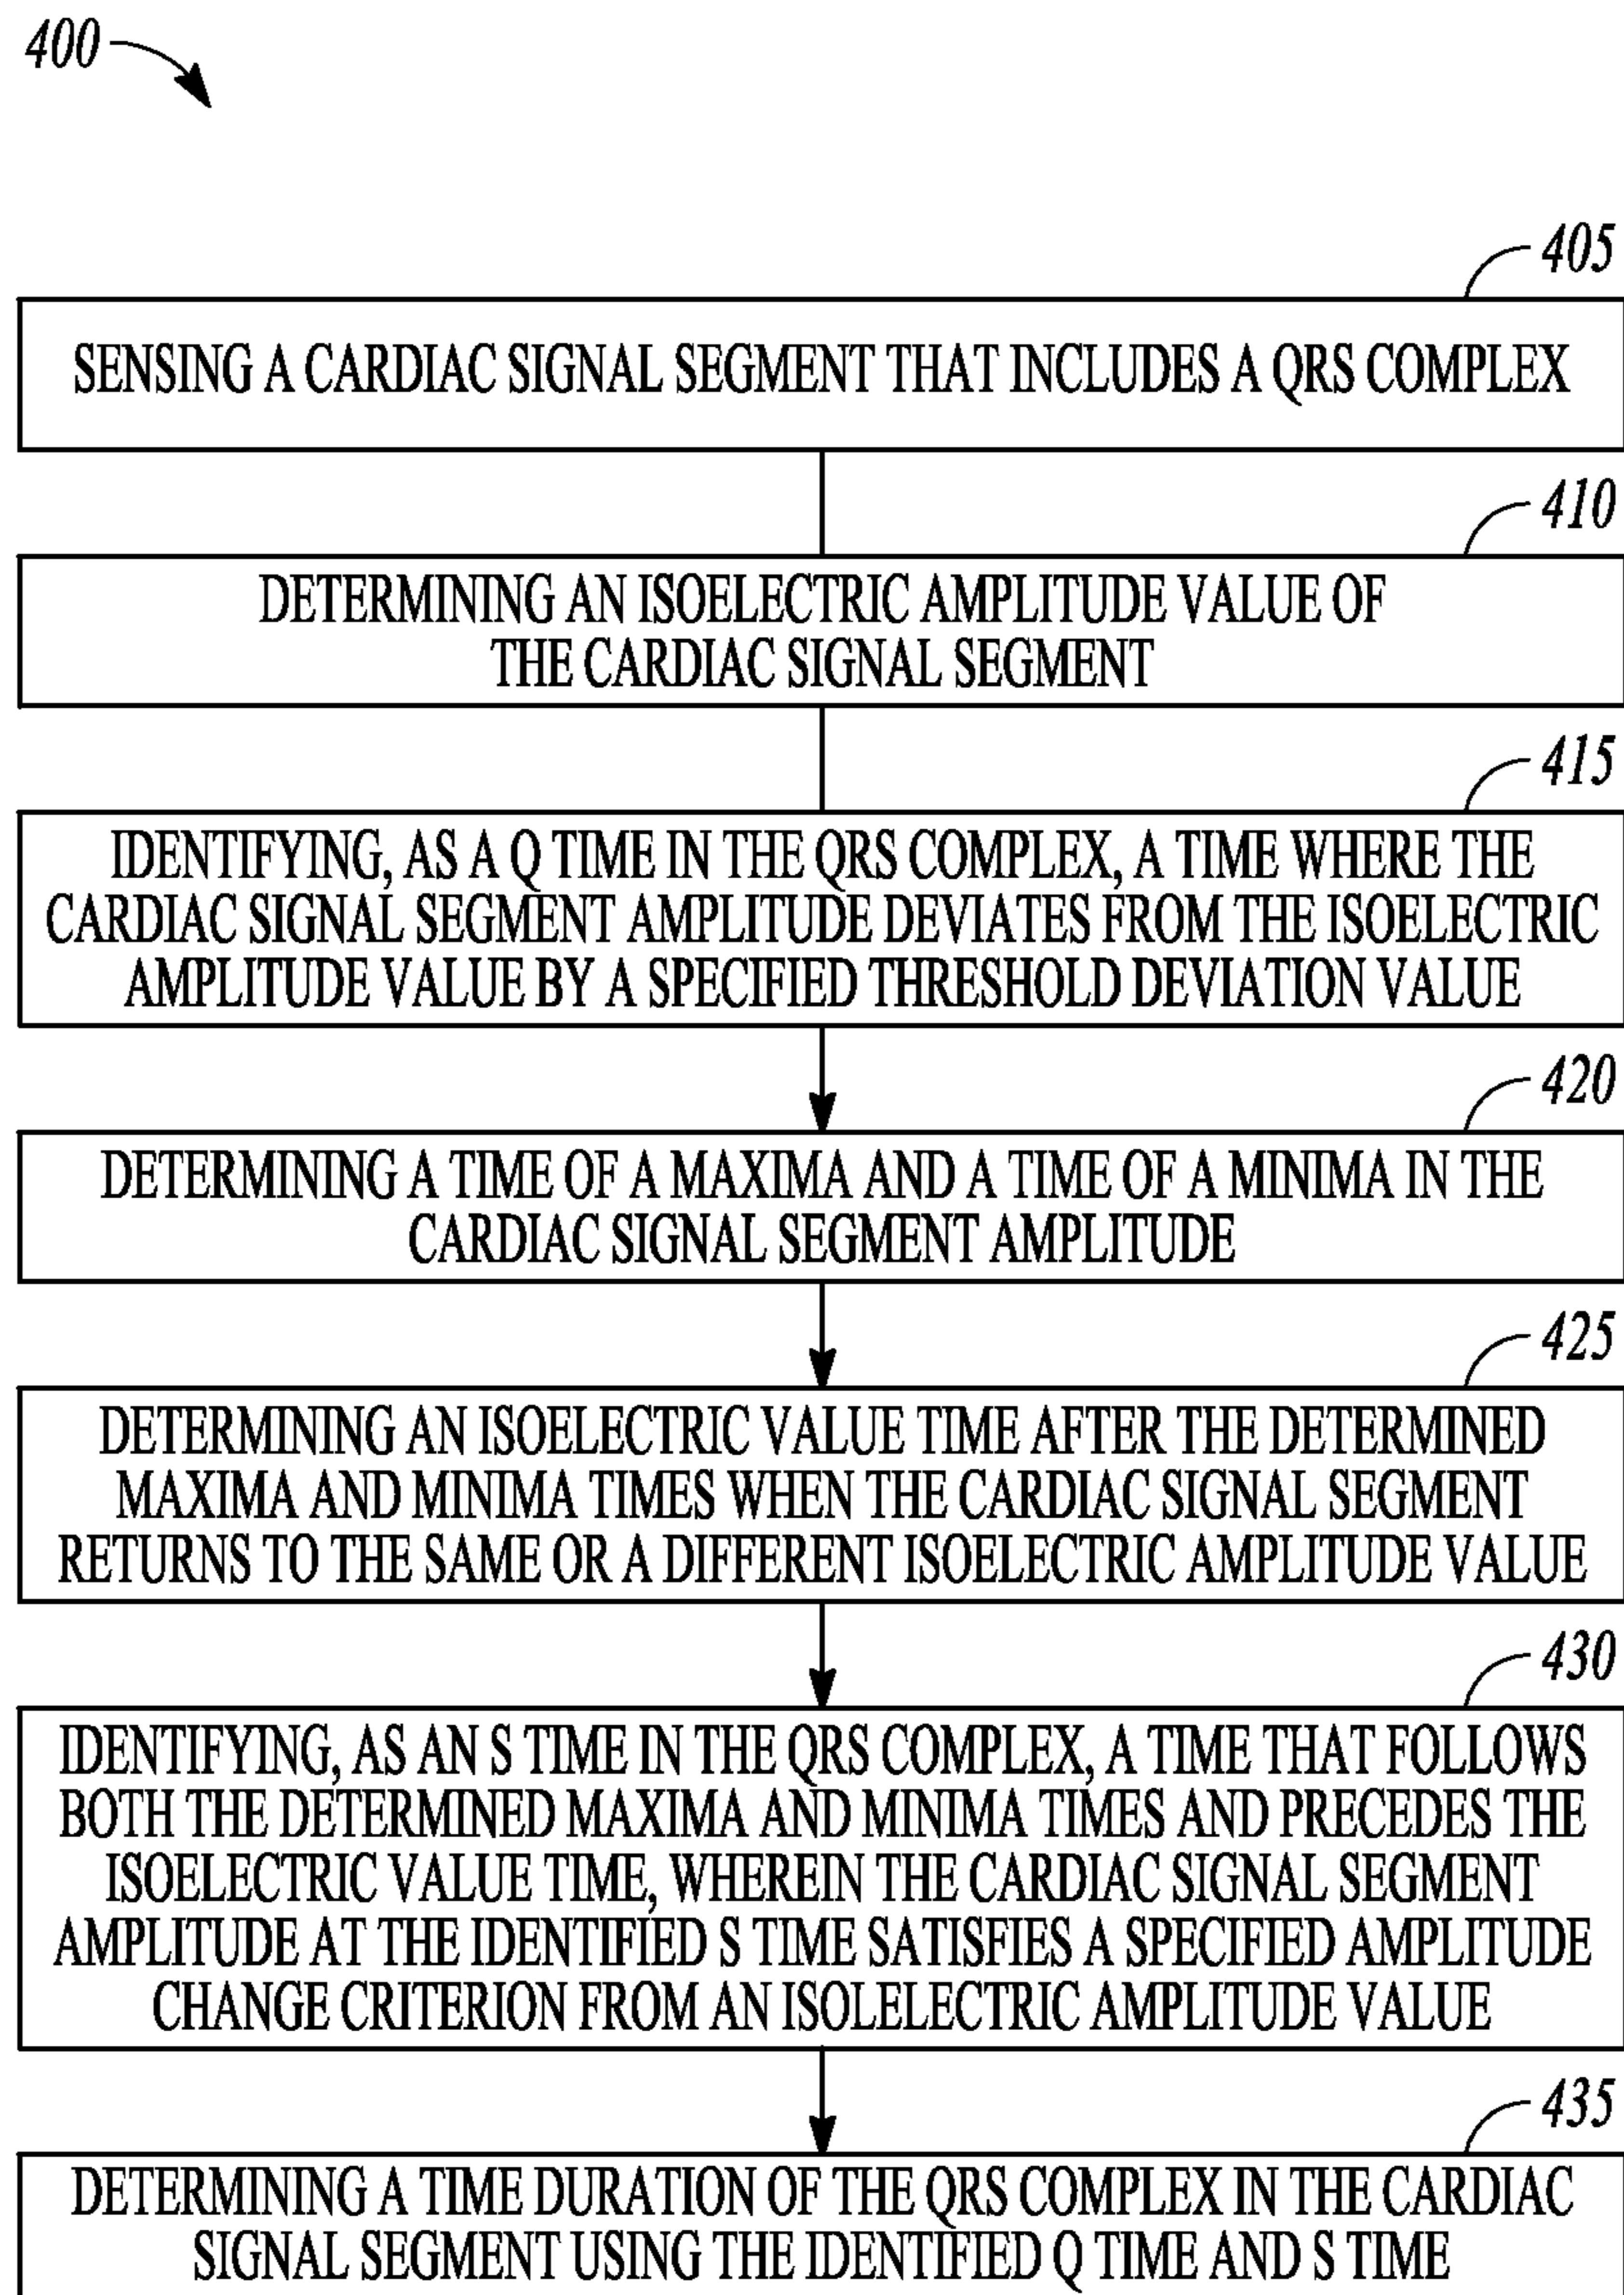 400
405
SENSING A CARDIAC SIGNAL SEGMENT THAT INCLUDES A QRS COMPLEX
410
DETERMINING AN ISOELECTRIC AMPLITUDE VALUE OF
THE CARDIAC SIGNAL SEGMENT
415
IDENTIFYING, AS A Q TIME IN THE QRS COMPLEX, A TIME WHERE THE
CARDIAC SIGNAL SEGMENT AMPLITUDE DEVIATES FROM THE ISOELECTRIC
AMPLITUDE VALUE BY A SPECIFIED THRESHOLD DEVIATION VALUE
420
DETERMINING A TIME OF A MAXIMA AND A TIME OF A MINIMA IN THE
CARDIAC SIGNAL SEGMENT AMPLITUDE
425
DETERMINING AN ISOELECTRIC VALUE TIME AFTER THE DETERMINED
MAXIMA AND MINIMA TIMES WHEN THE CARDIAC SIGNAL SEGMENT
RETURNS TO THE SAME OR A DIFFERENT ISOELECTRIC AMPLITUDE VALUE
430
IDENTIFYING, AS AN S TIME IN THE QRS COMPLEX, A TIME THAT FOLLOWS
BOTH THE DETERMINED MAXIMA AND MINIMA TIMES AND PRECEDES THE
ISOELECTRIC VALUE TIME, WHEREIN THE CARDIAC SIGNAL SEGMENT
AMPLITUDE AT THE IDENTIFIED S TIME SATISFIES A SPECIFIED AMPLITUDE
CHANGE CRITERION FROM AN ISOLELECTRIC AMPLITUDE VALUE
435
DETERMINING A TIME DURATION OF THE QRS COMPLEX IN THE CARDIAC
SIGNAL SEGMENT USING THE IDENTIFIED Q TIME AND S TIME